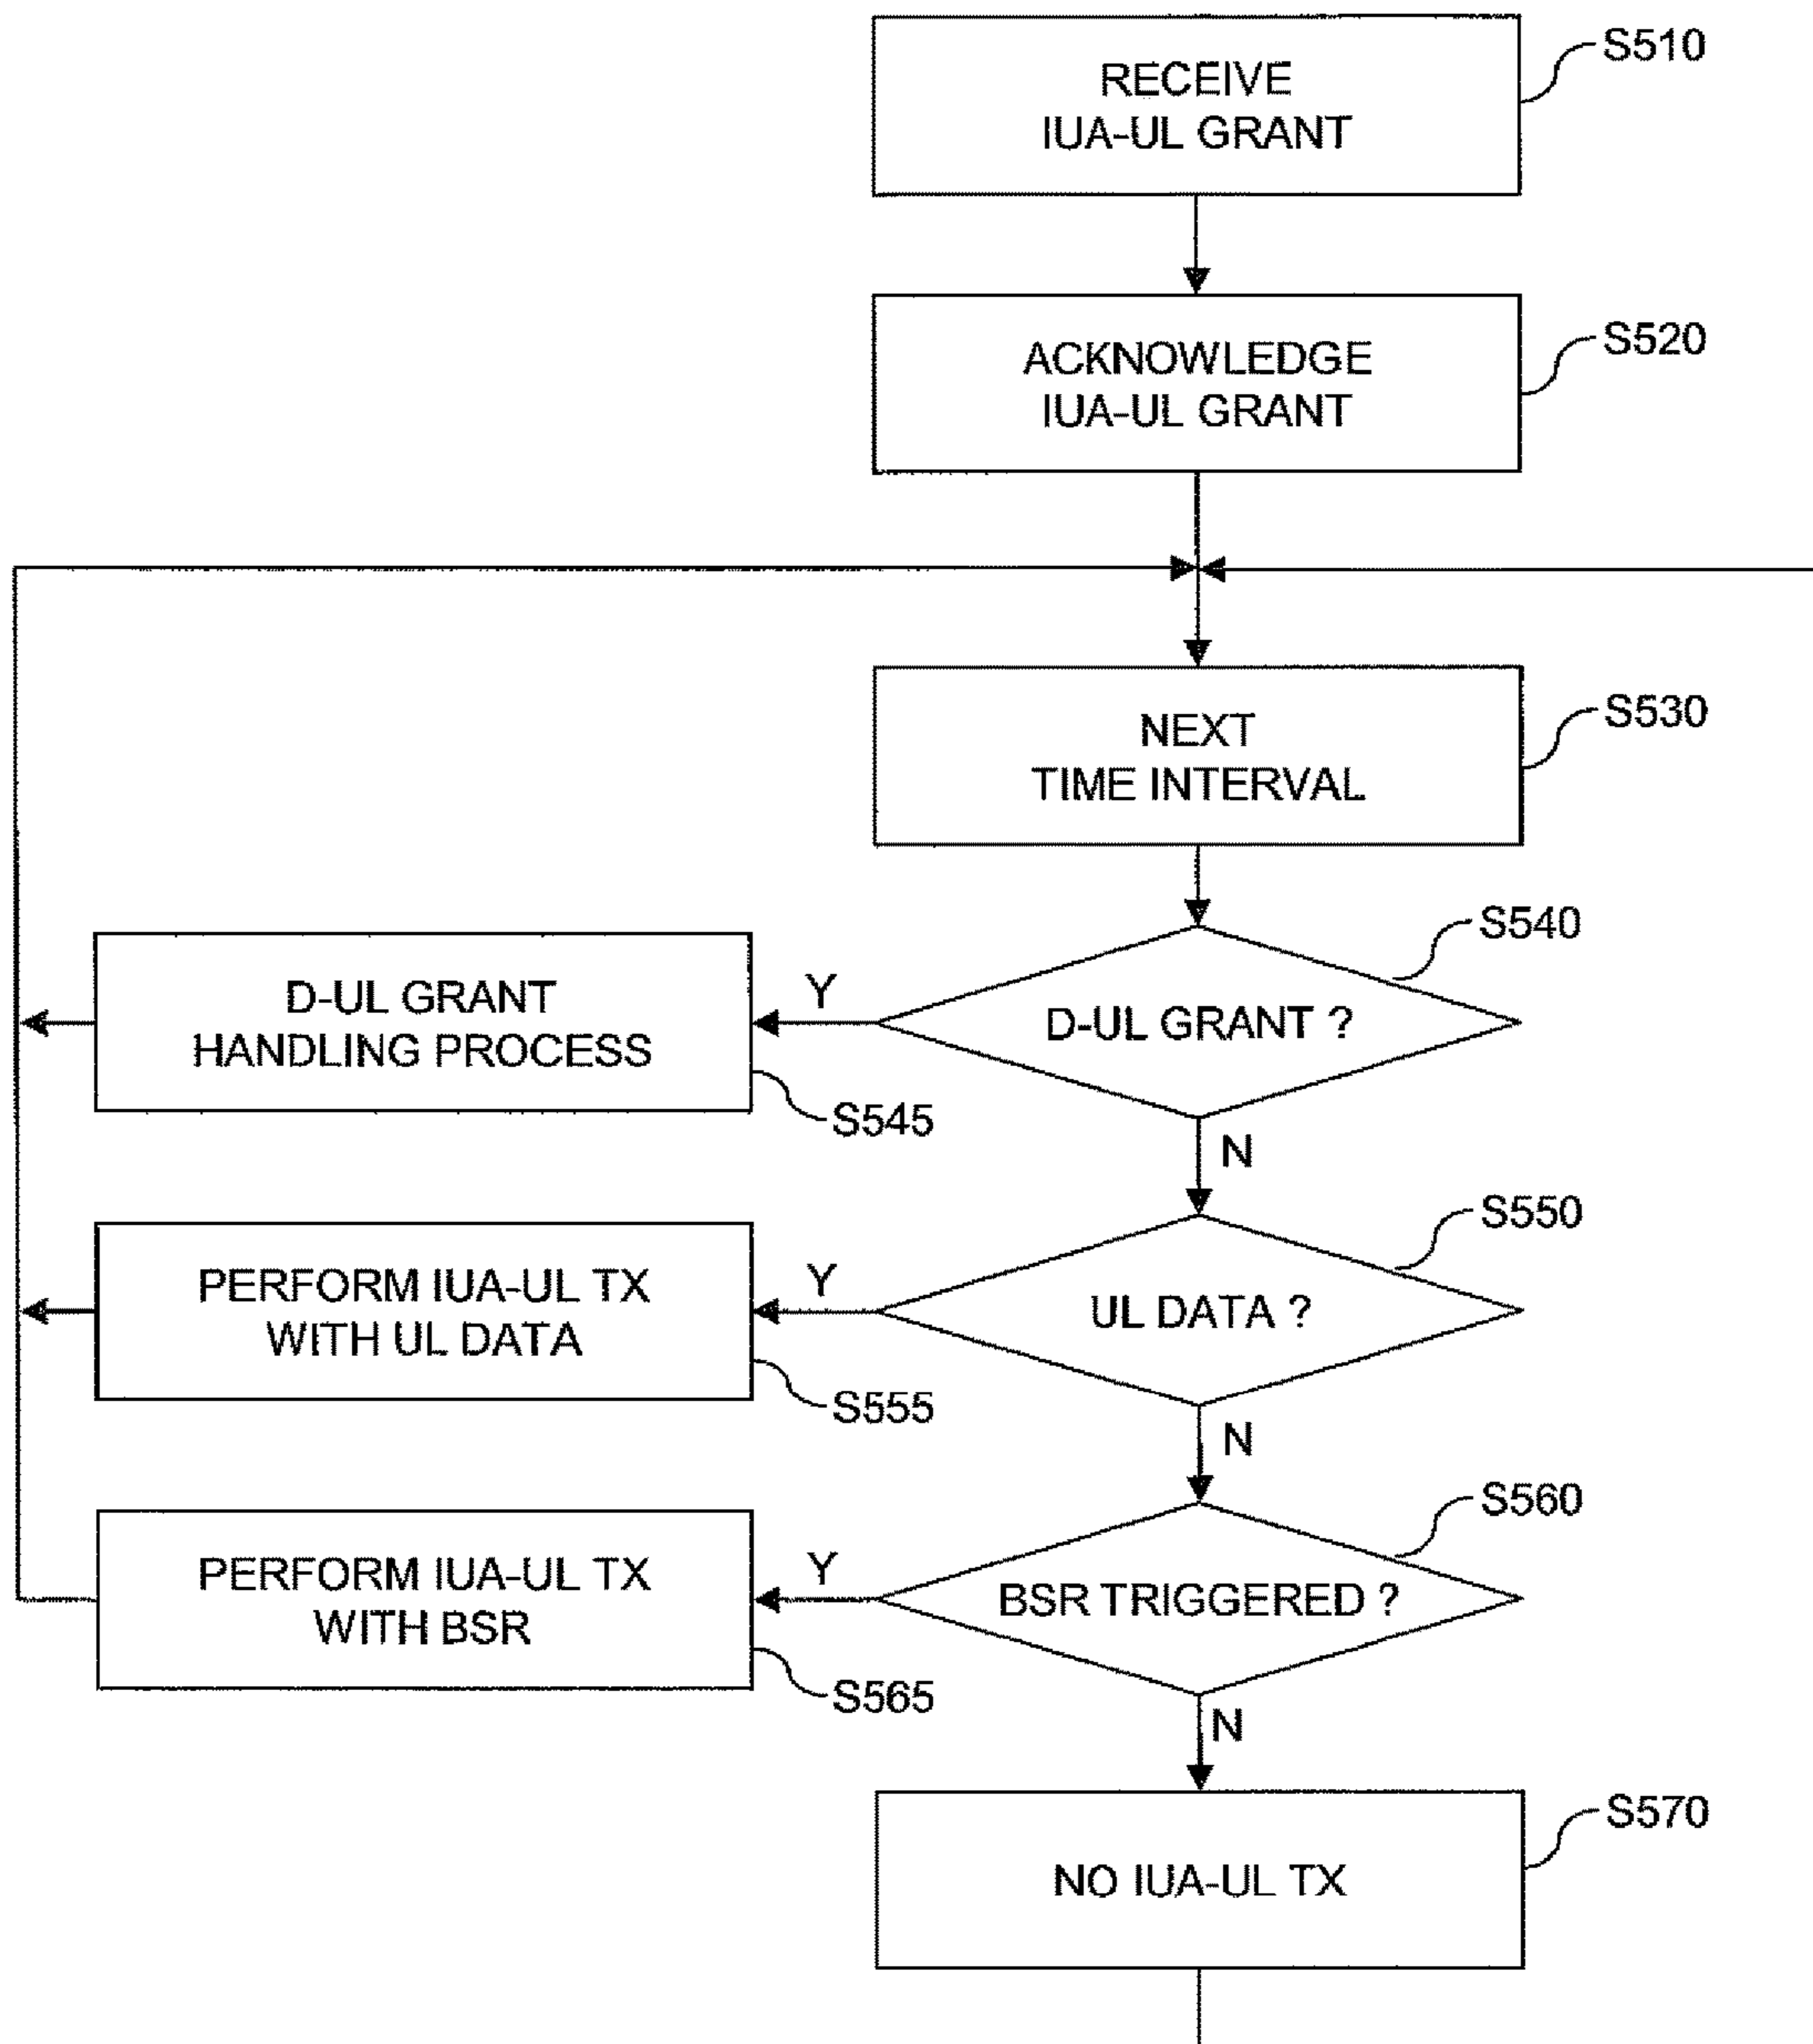 RECEIVE
IUA-UL GRANT
S510
ACKNOWLEDGE
IUA-UL GRANT
S520
NEXT
TIME INTERVAL
S530
D-UL GRANT ?
S540
Y
D-UL GRANT
HANDLING PROCESS
S545
N
UL DATA ?
S550
Y
PERFORM IUA-UL TX
WITH UL DATA
S555
N
BSR TRIGGERED ?
S560
Y
PERFORM IUA-UL TX
WITH BSR
S565
N
NO IUA-UL TX
S570